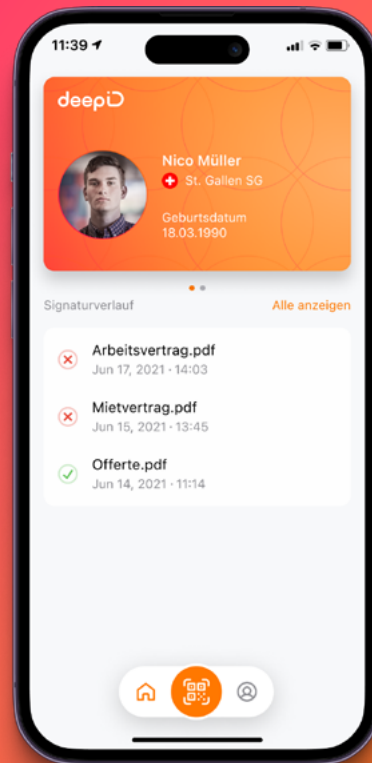 11:39
deepID
Nico Müller
St. Gallen SG
Geburtsdatum
18.03.1990
Signaturverlauf Alle anzeigen
Arbeitsvertrag.pdf
Jun 17, 2021 · 14:03
Mietvertrag.pdf
Jun 15, 2021 · 13:45
Offerte.pdf
Jun 14, 2021 · 11:14